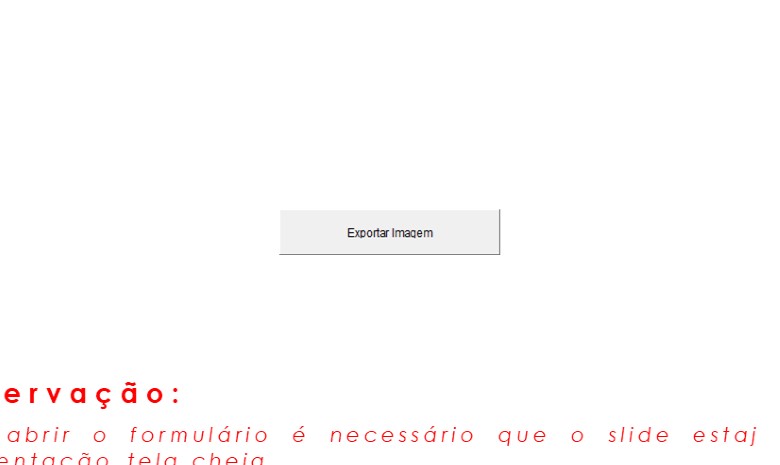 Exportar Imagem
ervação:
abrir o formulário é necessário que o slide estaj
entação tela cheia